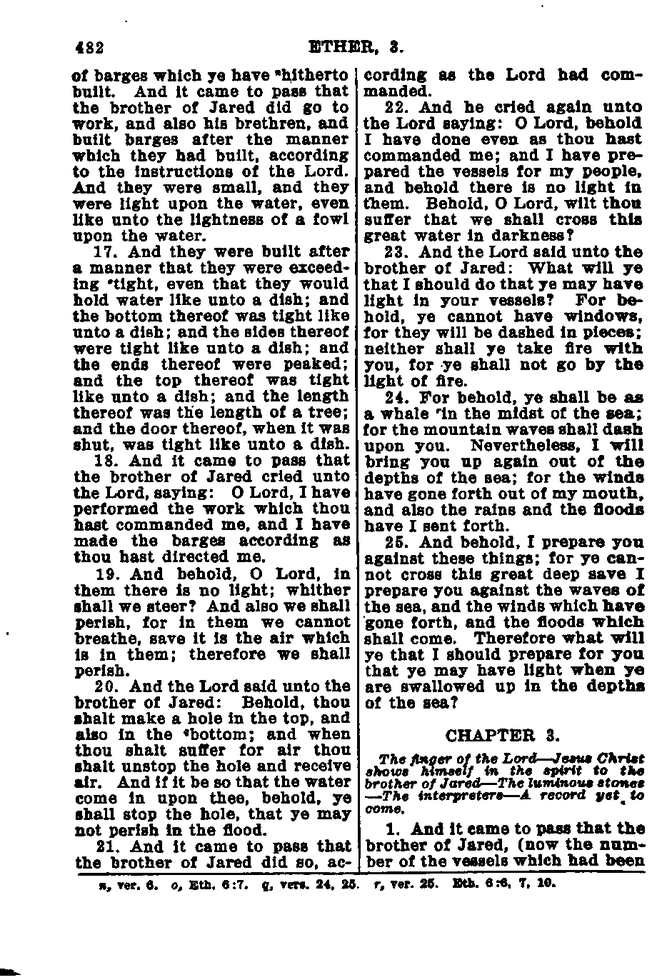 482
ETHER, 3.
of barges which ye have ⁿhitherto
built. And it came to pass that
the brother of Jared did go to
work, and also his brethren, and
built barges after the manner
which they had built, according
to the instructions of the Lord.
And they were small, and they
were light upon the water, even
like unto the lightness of a fowl
upon the water.
17. And they were built after
a manner that they were exceed-
ing ᵒtight, even that they would
hold water like unto a dish; and
the bottom thereof was tight like
unto a dish; and the sides thereof
were tight like unto a dish; and
the ends thereof were peaked;
and the top thereof was tight
like unto a dish; and the length
thereof was the length of a tree;
and the door thereof, when it was
shut, was tight like unto a dish.
18. And it came to pass that
the brother of Jared cried unto
the Lord, saying: O Lord, I have
performed the work which thou
hast commanded me, and I have
made the barges according as
thou hast directed me.
19. And behold, O Lord, in
them there is no light; whither
shall we steer? And also we shall
perish, for in them we cannot
breathe, save it is the air which
is in them; therefore we shall
perish.
20. And the Lord said unto the
brother of Jared: Behold, thou
shalt make a hole in the top, and
also in the bottom; and when
thou shalt suffer for air thou
shalt unstop the hole and receive
air. And if it be so that the water
come in upon thee, behold, ye
shall stop the hole, that ye may
not perish in the flood.
21. And it came to pass that
the brother of Jared did so, ac-
cording as the Lord had com-
manded.
22. And he cried again unto
the Lord saying: O Lord, behold
I have done even as thou hast
commanded me; and I have pre-
pared the vessels for my people,
and behold there is no light in
them. Behold, O Lord, wilt thou
suffer that we shall cross this
great water in darkness?
23. And the Lord said unto the
brother of Jared: What will ye
that I should do that ye may have
light in your vessels? For be-
hold, ye cannot have windows,
for they will be dashed in pieces;
neither shall ye take fire with
you, for ye shall not go by the
light of fire.
24. For behold, ye shall be as
a whale ʳin the midst of the sea;
for the mountain waves shall dash
upon you. Nevertheless, I will
bring you up again out of the
depths of the sea; for the winds
have gone forth out of my mouth,
and also the rains and the floods
have I sent forth.
25. And behold, I prepare you
against these things; for ye can-
not cross this great deep save I
prepare you against the waves of
the sea, and the winds which have
gone forth, and the floods which
shall come. Therefore what will
ye that I should prepare for you
that ye may have light when ye
are swallowed up in the depths
of the sea?
CHAPTER 3.
The finger of the Lord—Jesus Christ
shows himself in the spirit to the
brother of Jared—The luminous stones
—The interpreters—A record yet to
come.
1. And it came to pass that the
brother of Jared, (now the num-
ber of the vessels which had been
n, ver. 6. o, Eth. 6:7. q, vers. 24, 25. r, ver. 25. Eth. 6:6, 7, 10.